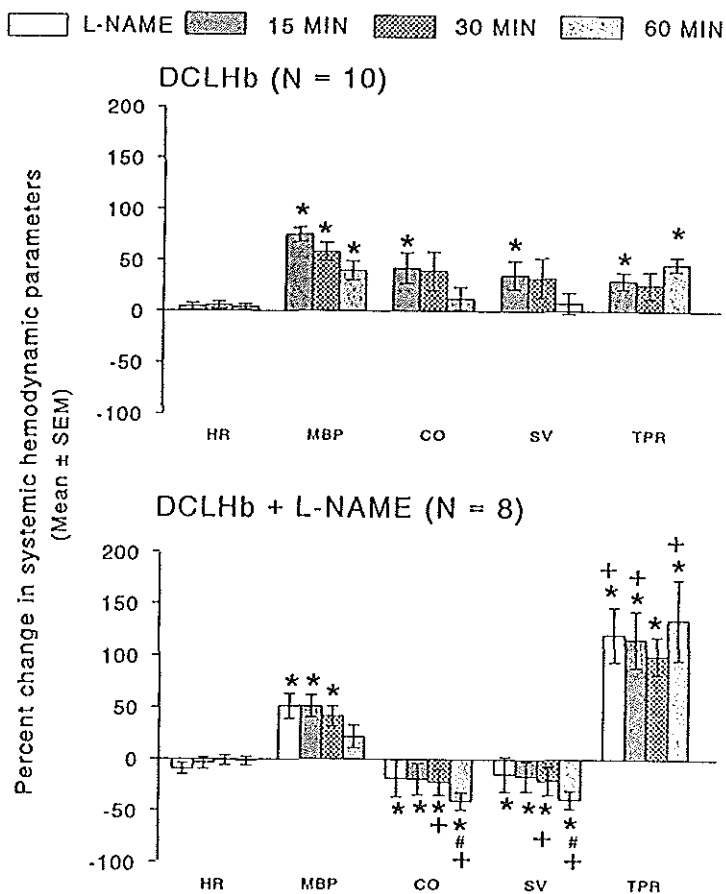 L-NAME 15 MIN 30 MIN 60 MIN
DCLHb (N = 10)
Percent change in systemic hemodynamic parameters
(Mean ± SEM)
200
150
100
50
0
-50
-100
* * * * * * *
HR MBP CO SV TPR
DCLHb + L-NAME (N = 8)
200
150
100
50
0
-50
-100
+ + +
* * * *
* * *
* * * * * * * *
+ # + #
+ +
HR MBP CO SV TPR